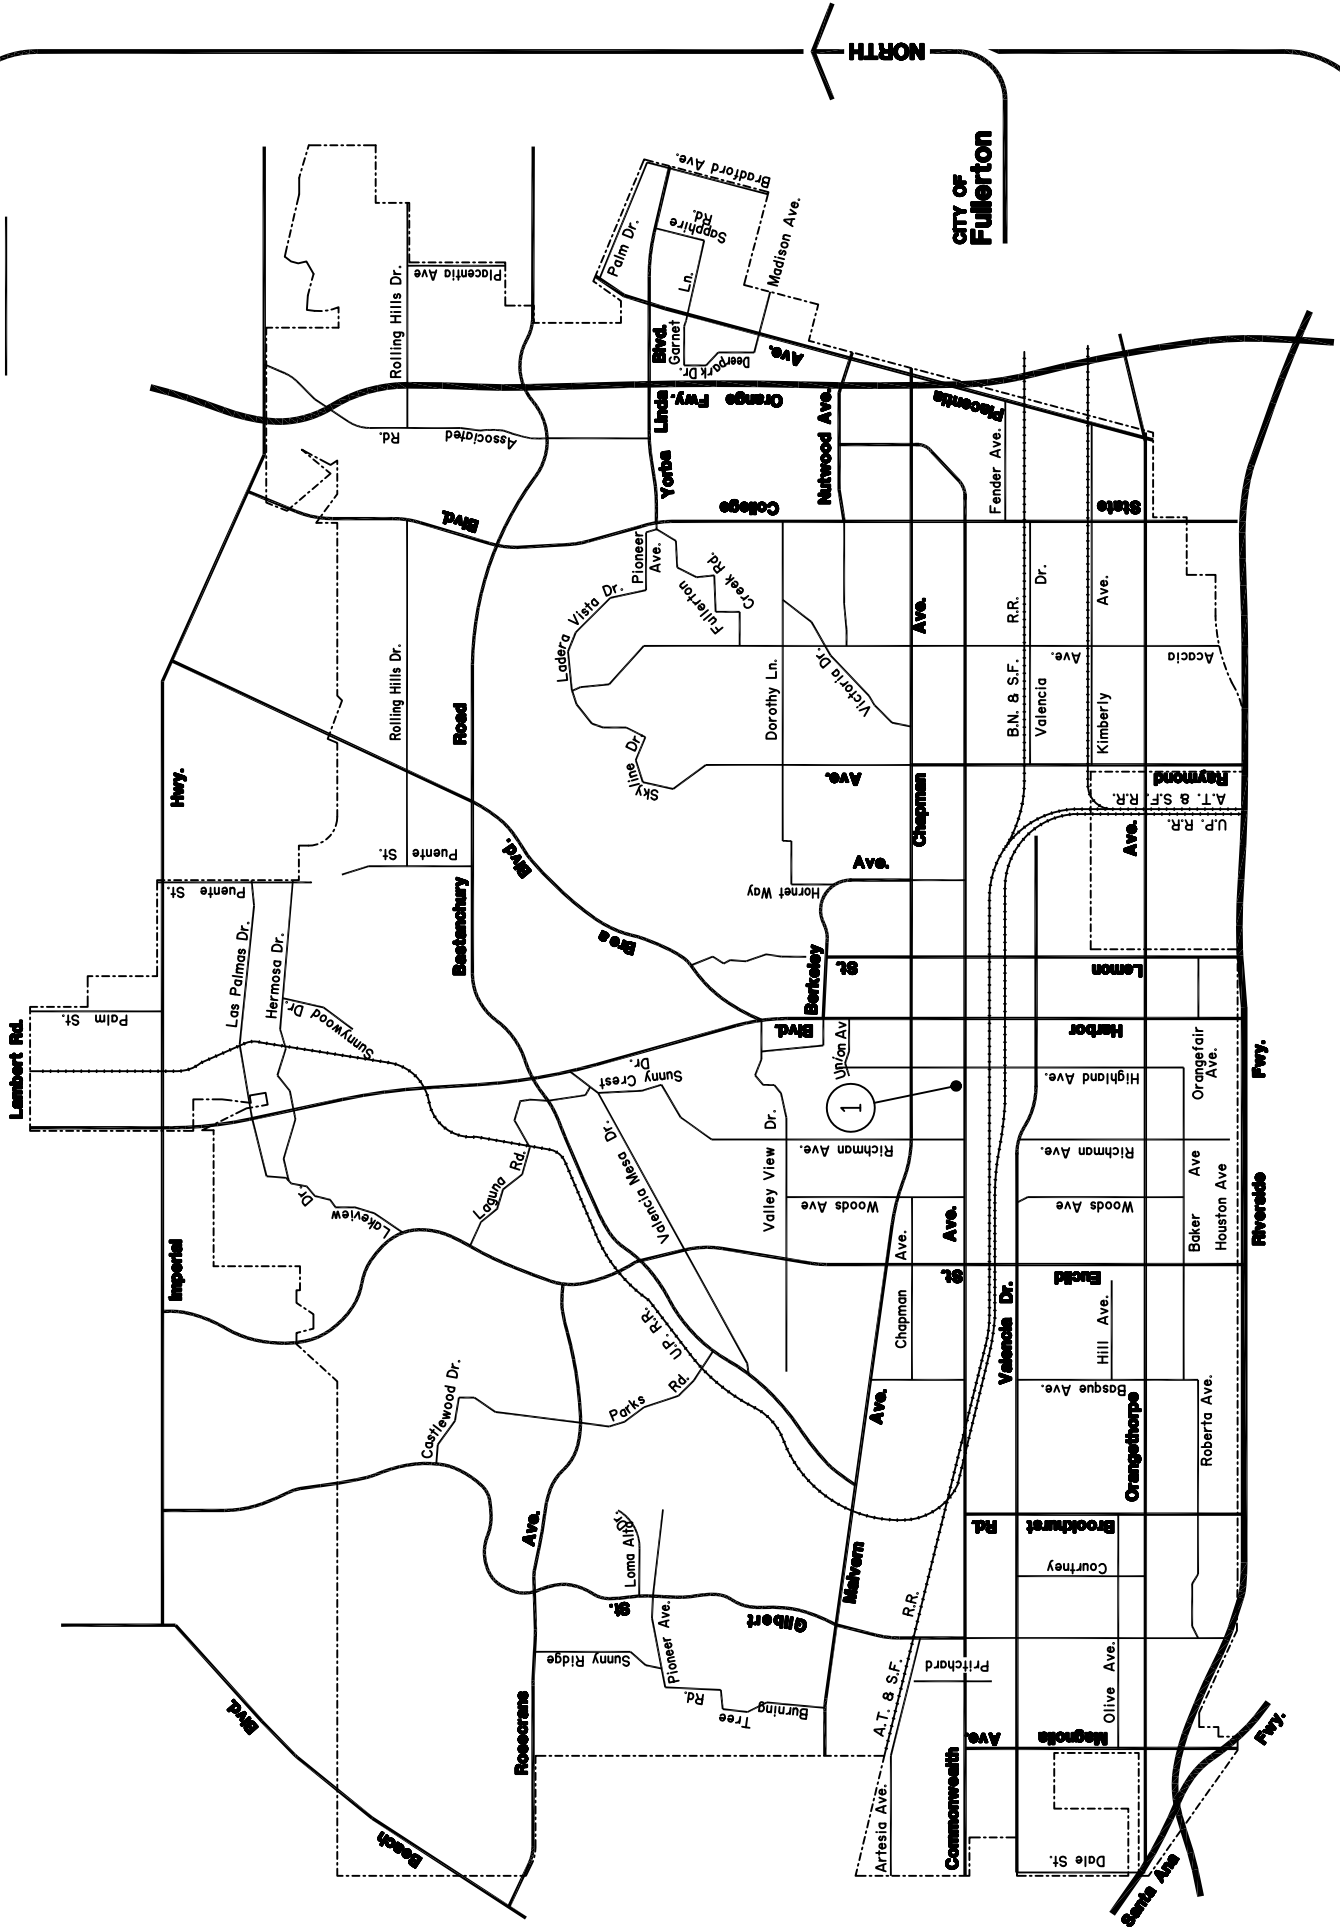 NORTH
CITY OF
Fullerton
Bradford Ave.
Palm Dr.
Sapphire
Rd.
Madison Ave.
Ln.
Garnet
Deerpark Dr.
Placentia Ave
Rolling Hills Dr.
Blvd.
Linda
Yorba
Ave.
Placentia
Orange
Fwy.
Nutwood Ave.
Associated
Rd.
Fender Ave.
College
State
Blvd.
Pioneer
Ave.
Creek Rd.
Fullerton
Ladera Vista Dr.
Dr.
Ave.
Ave.
R.R.
Acacia
Ave.
Rolling Hills Dr.
Road
Dorothy Ln.
Victoria Dr.
B.N. & S.F.
Valencia
Kimberly
Skyline Dr.
Hwy.
Ave.
Chapman
Raymond
A.T. & S.F. R.R.
U.P. R.R.
Ave.
Puente St.
Blvd.
Ave.
Hornet Way
Puente St.
Bastanchury
Brea
Las Palmas Dr.
Hermosa Dr.
Berkeley
St.
Lemon
Palm St.
Sunnywood Dr.
Blvd.
Harbor
Union Av
Lambert Rd.
Sunny Crest
Dr.
Highland Ave.
Orangefair
Ave.
Fwy.
1
Valencia Mesa Dr.
Valley View Dr.
Richman Ave.
Richman Ave.
Laguna Rd.
Lakeview
Dr.
Woods Ave
Woods Ave
Baker Ave
Houston Ave
Riverside
Imperial
Ave.
Ave.
St.
Euclid
U.P. R.R.
Chapman
Valencia Dr.
Hill Ave.
Basque Ave.
Castlewood Dr.
Parks Rd.
Ave.
Orangethorpe
Roberta Ave.
Ave.
Loma Alta
Dr.
Rd.
Brookhurst
Courtney
Malvern
St.
Gilbert
R.R.
Pioneer Ave.
Sunny Ridge
Pritchard
Burning
Tree
Rd.
A.T. & S.F.
Olive Ave.
Blvd.
Rosecrans
Ave
Magnolia
Fwy.
Beach
Artesia Ave.
Commonwealth
Dale St.
Santa Ana